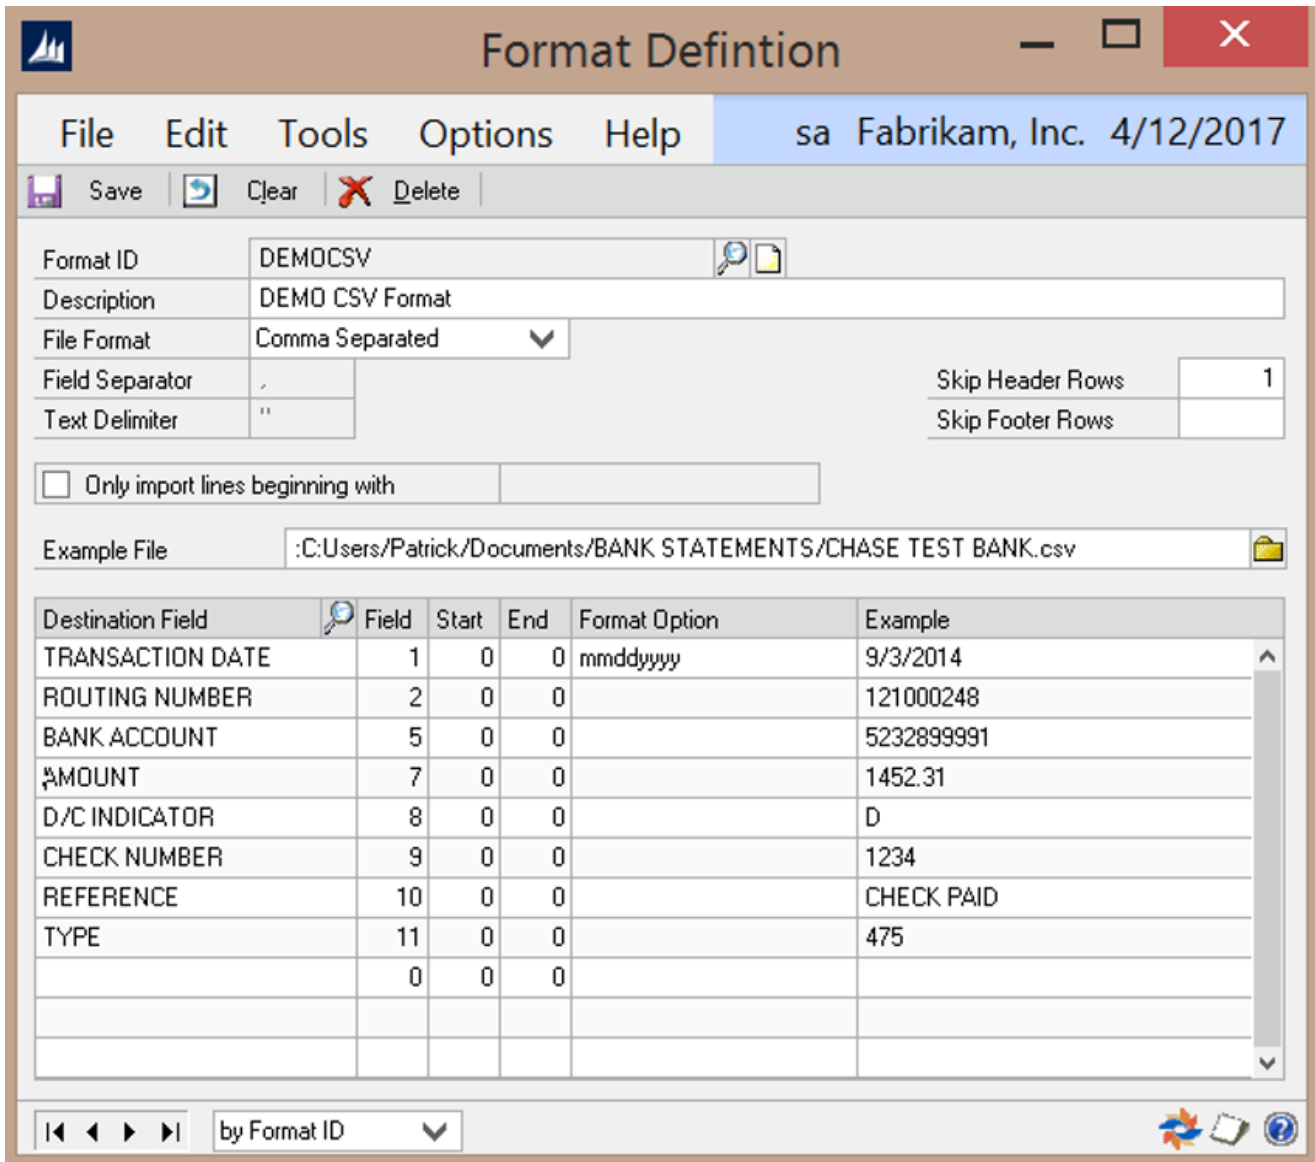 Format Defintion
File Edit Tools Options Help sa Fabrikam, Inc. 4/12/2017
Save Clear Delete
Format ID DEMOCSV
Description DEMO CSV Format
File Format Comma Separated
Field Separator , Skip Header Rows 1
Text Delimiter " Skip Footer Rows
Only import lines beginning with
Example File :C:Users/Patrick/Documents/BANK STATEMENTS/CHASE TEST BANK.csv
Destination Field Field Start End Format Option Example
TRANSACTION DATE 1 0 0 mmddyyyy 9/3/2014
ROUTING NUMBER 2 0 0 121000248
BANK ACCOUNT 5 0 0 5232899991
AMOUNT 7 0 0 1452.31
D/C INDICATOR 8 0 0 D
CHECK NUMBER 9 0 0 1234
REFERENCE 10 0 0 CHECK PAID
TYPE 11 0 0 475
0 0 0
by Format ID